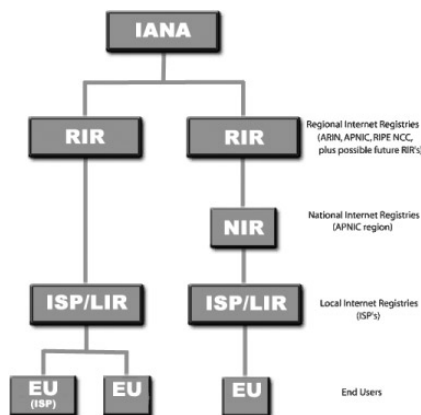 IANA
RIR
RIR
Regional Internet Registries
(ARIN, APNIC, RIPE NCC,
plus possible future RIR's)
NIR
National Internet Registries
(APNIC region)
ISP/LIR
ISP/LIR
Local Internet Registries
(ISP's)
EU
(ISP)
EU
EU
End Users